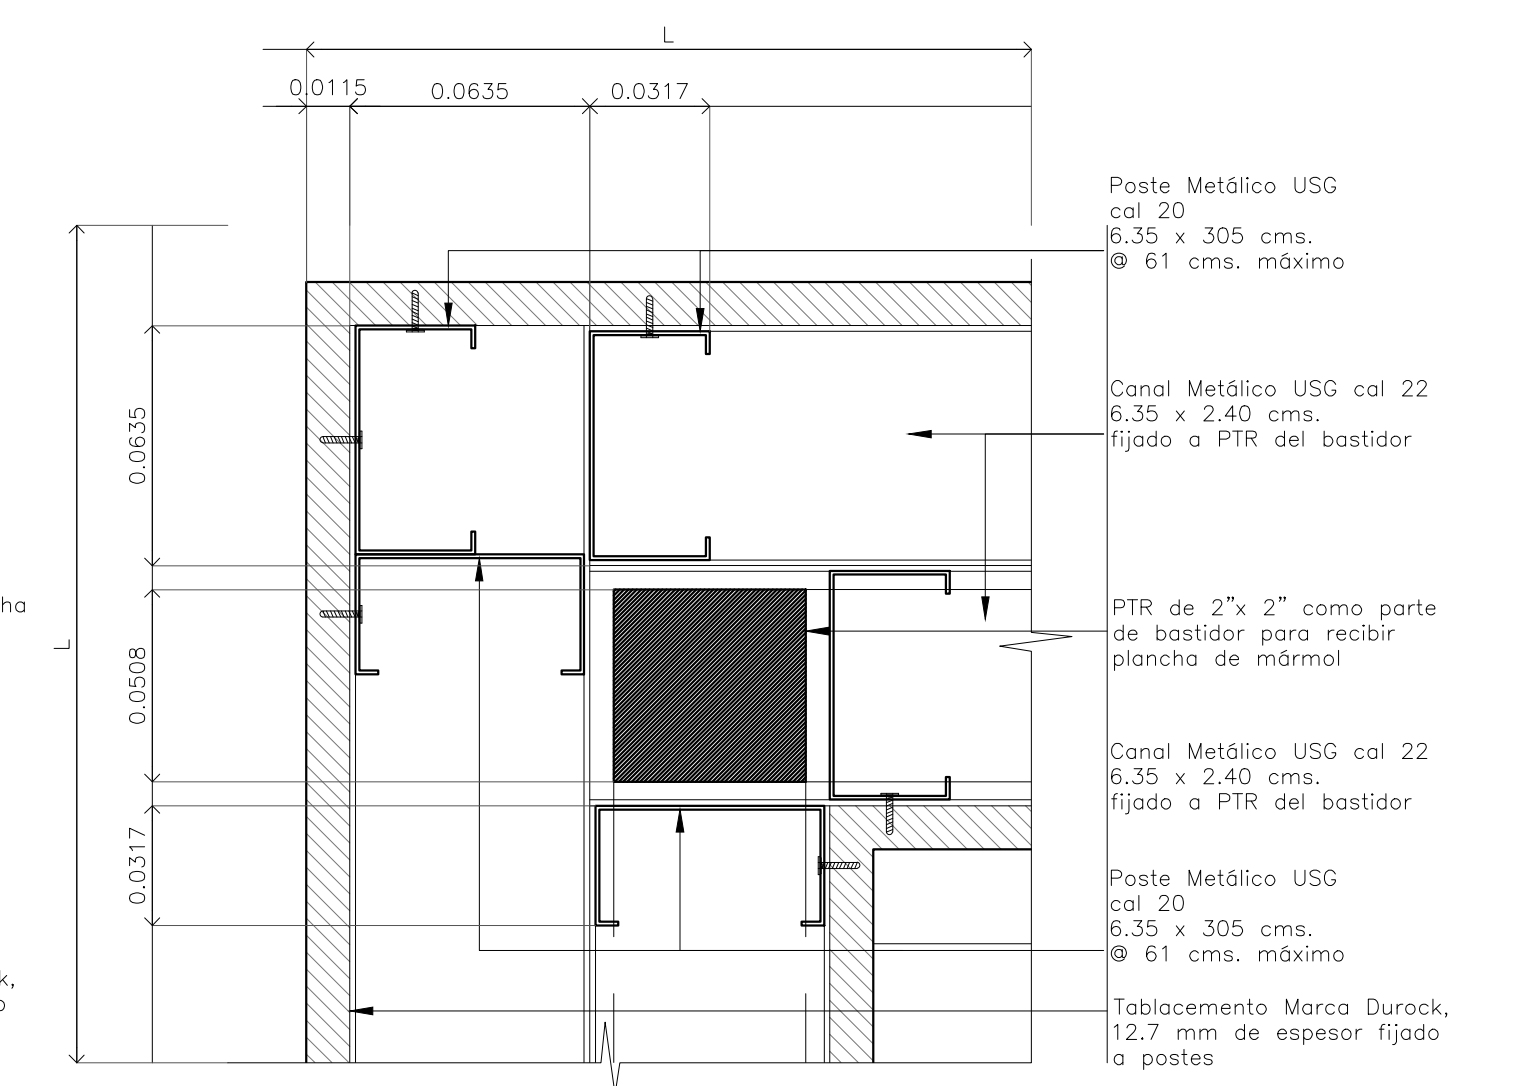 L
0.0115
0.0635
0.0317
Poste Metálico USG
cal 20
6.35 x 305 cms.
@ 61 cms. máximo
Canal Metálico USG cal 22
6.35 x 2.40 cms.
fijado a PTR del bastidor
0.0635
ha
PTR de 2”x 2” como parte
de bastidor para recibir
plancha de mármol
L
0.0508
Canal Metálico USG cal 22
6.35 x 2.40 cms.
fijado a PTR del bastidor
0.0317
Poste Metálico USG
cal 20
6.35 x 305 cms.
@ 61 cms. máximo
k,
o
Tablacemento Marca Durock,
12.7 mm de espesor fijado
a postes